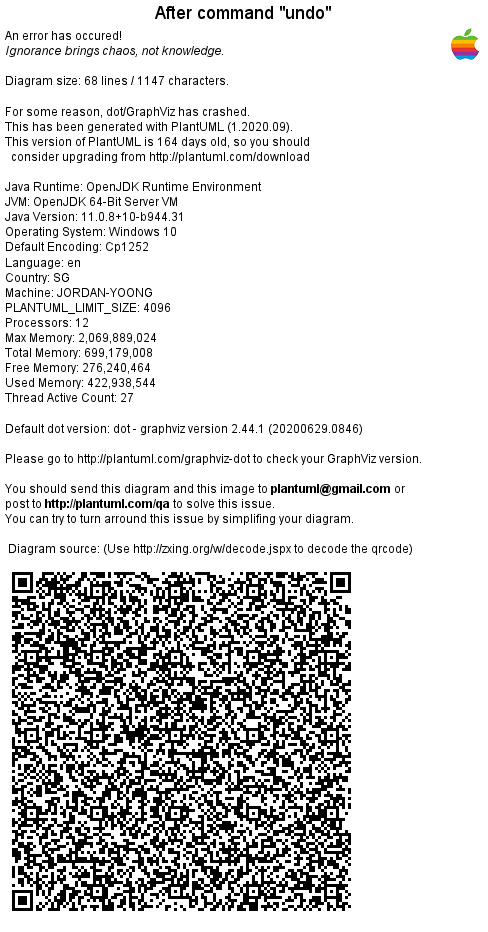 After command "undo"
An error has occured!
Ignorance brings chaos, not knowledge.
Diagram size: 68 lines / 1147 characters.
For some reason, dot/GraphViz has crashed.
This has been generated with PlantUML (1.2020.09).
This version of PlantUML is 164 days old, so you should
consider upgrading from http://plantuml.com/download
Java Runtime: OpenJDK Runtime Environment
JVM: OpenJDK 64-Bit Server VM
Java Version: 11.0.8+10-b944.31
Operating System: Windows 10
Default Encoding: Cp1252
Language: en
Country: SG
Machine: JORDAN-YOONG
PLANTUML_LIMIT_SIZE: 4096
Processors: 12
Max Memory: 2,069,889,024
Total Memory: 699,179,008
Free Memory: 276,240,464
Used Memory: 422,938,544
Thread Active Count: 27
Default dot version: dot - graphviz version 2.44.1 (20200629.0846)
Please go to http://plantuml.com/graphviz-dot to check your GraphViz version.
You should send this diagram and this image to plantuml@gmail.com or
post to http://plantuml.com/qa to solve this issue.
You can try to turn arround this issue by simplifing your diagram.
Diagram source: (Use http://zxing.org/w/decode.jspx to decode the qrcode)